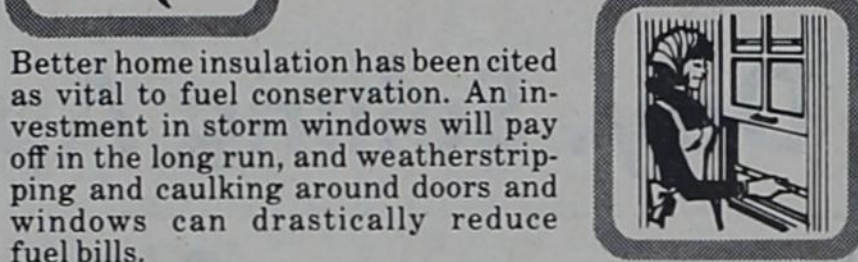 Better home insulation has been cited
as vital to fuel conservation. An in-
vestment in storm windows will pay
off in the long run, and weatherstrip-
ping and caulking around doors and
windows can drastically reduce
fuel bills.